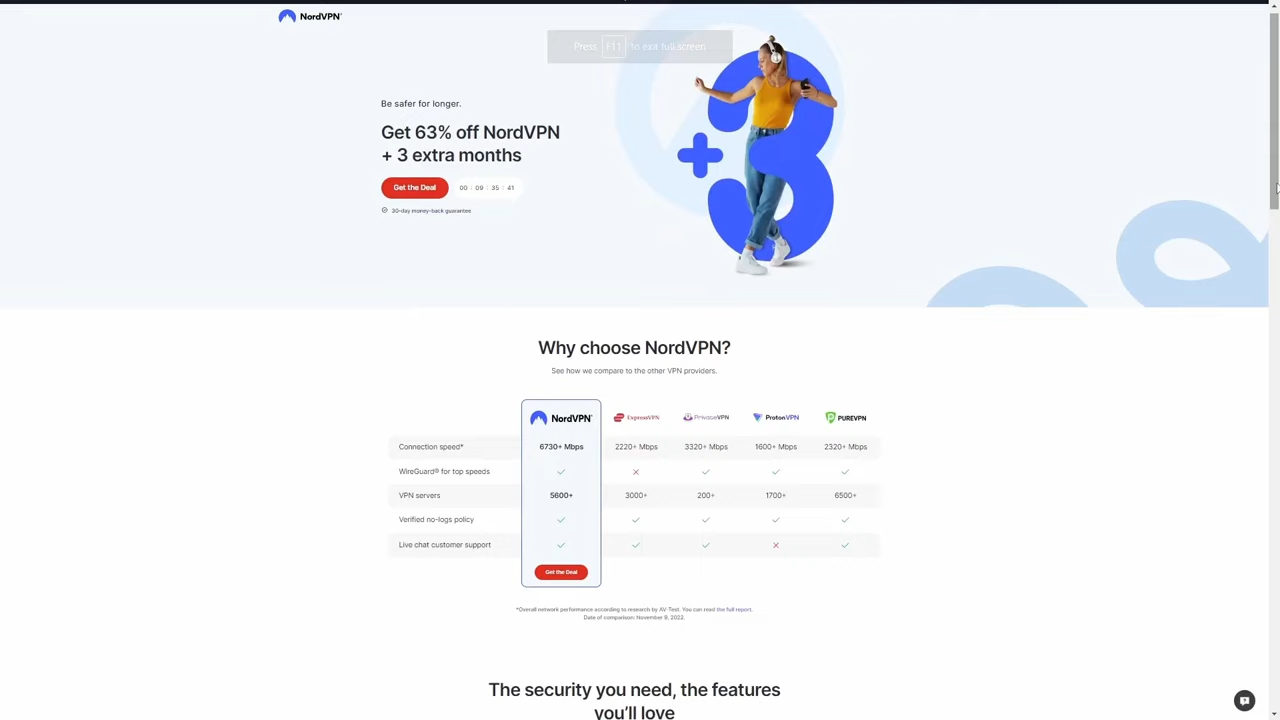 NordVPN®
Press F11 to exit full screen
Be safer for longer.
Get 63% off NordVPN
+ 3 extra months
Get the Deal
00 : 09 : 35 : 41
30-day money-back guarantee
+3
Why choose NordVPN?
See how we compare to the other VPN providers.
NordVPN® ExpressVPN PrivateVPN ProtonVPN PUREVPN
Connection speed* 6730+ Mbps 2220+ Mbps 3320+ Mbps 1600+ Mbps 2320+ Mbps
WireGuard® for top speeds
VPN servers 5600+ 3000+ 200+ 1700+ 6500+
Verified no-logs policy
Live chat customer support
Get the Deal
*Overall network performance according to research by AV-Test. You can read the full report.
Date of comparison: November 9, 2022.
The security you need, the features
you'll love